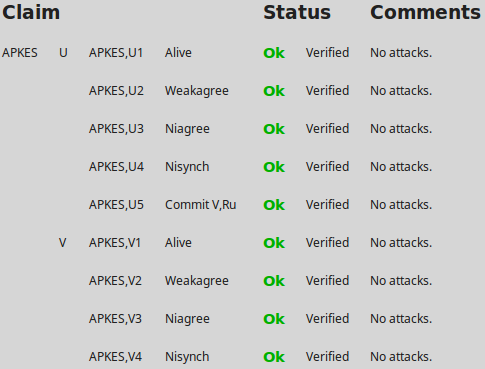 Claim Status Comments
APKES U APKES,U1 Alive Ok Verified No attacks.
APKES,U2 Weakagree Ok Verified No attacks.
APKES,U3 Niagree Ok Verified No attacks.
APKES,U4 Nisynch Ok Verified No attacks.
APKES,U5 Commit V,Ru Ok Verified No attacks.
V APKES,V1 Alive Ok Verified No attacks.
APKES,V2 Weakagree Ok Verified No attacks.
APKES,V3 Niagree Ok Verified No attacks.
APKES,V4 Nisynch Ok Verified No attacks.